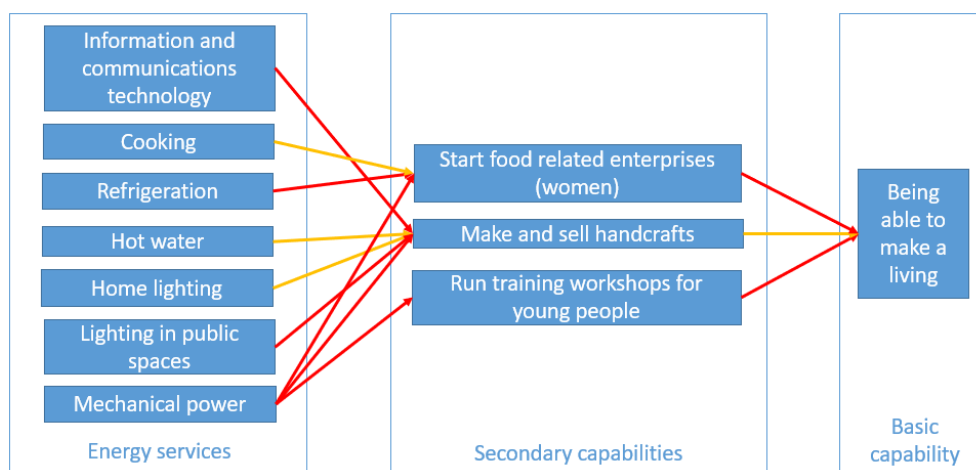 Information and
communications
technology
Cooking
Refrigeration
Hot water
Home lighting
Lighting in public
spaces
Mechanical power
Energy services
Start food related enterprises
(women)
Make and sell handcrafts
Run training workshops for
young people
Secondary capabilities
Being
able to
make a
living
Basic
capability